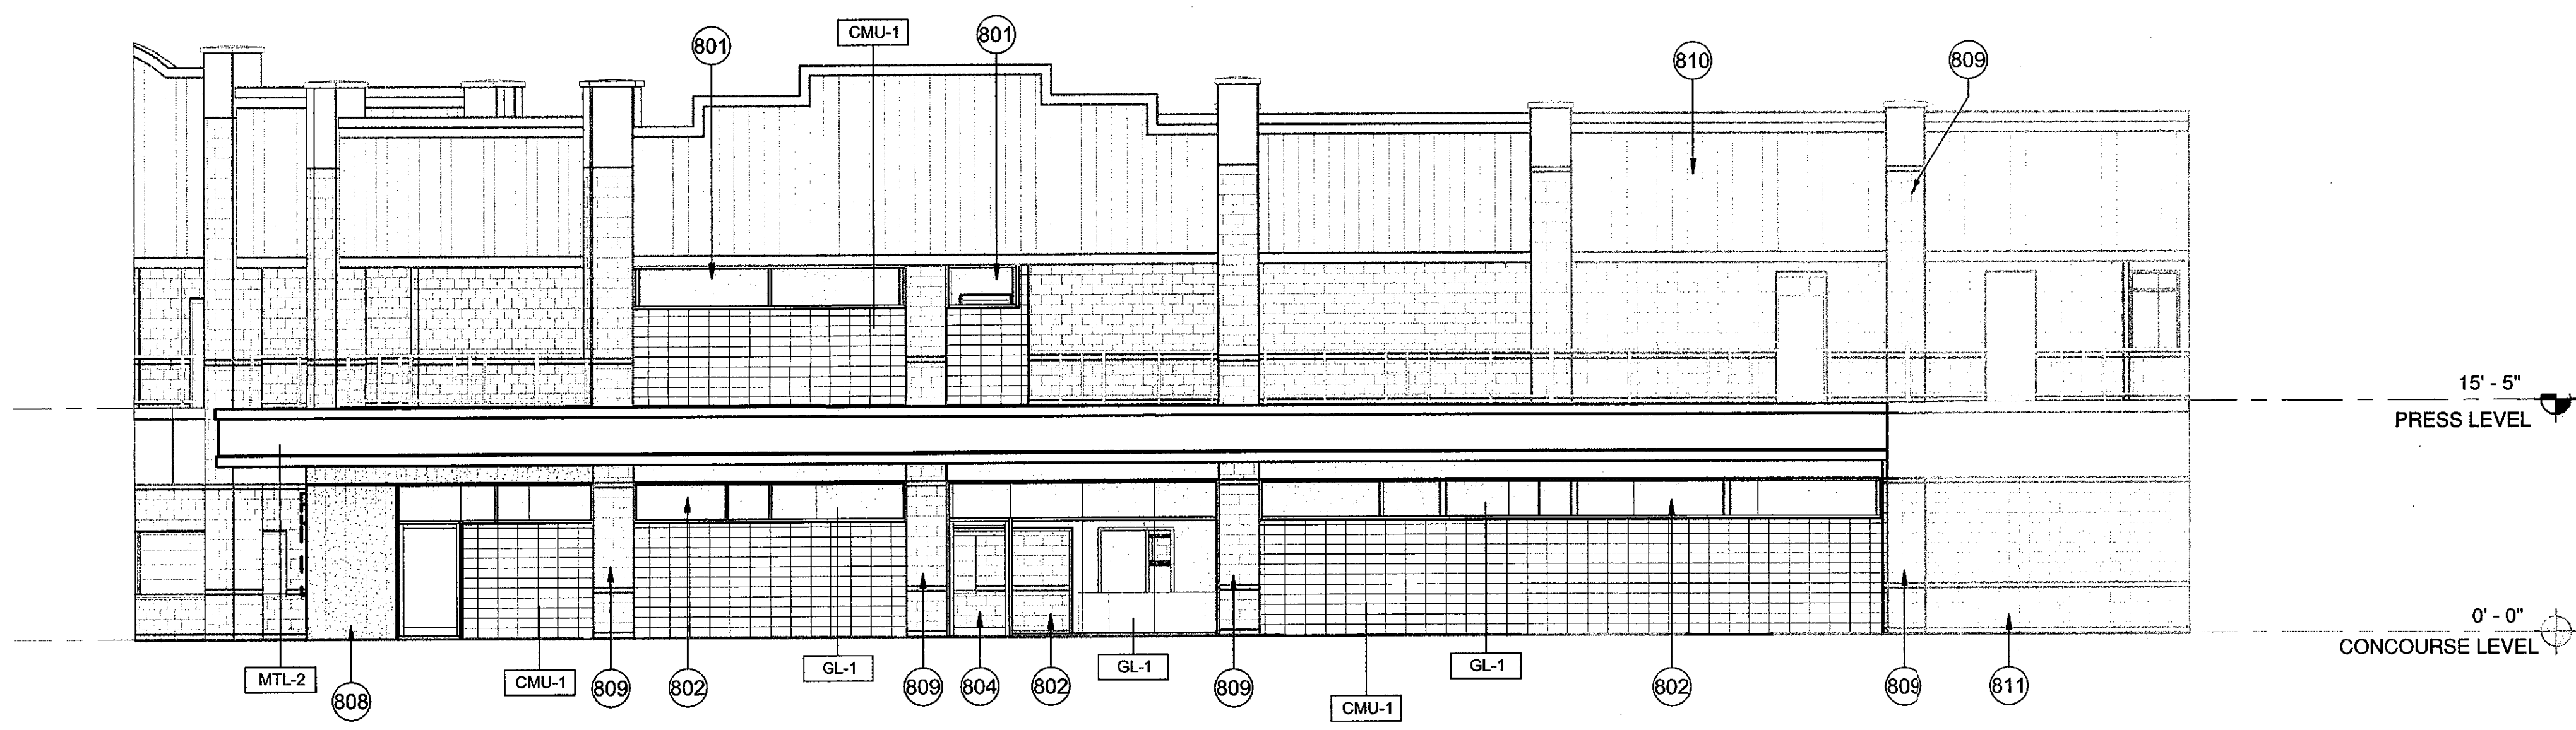 801
CMU-1
801
810
809
15' - 5"
PRESS LEVEL
0' - 0"
CONCOURSE LEVEL
MTL-2
808
CMU-1
809
802
GL-1
809
804
802
GL-1
809
CMU-1
GL-1
802
809
811